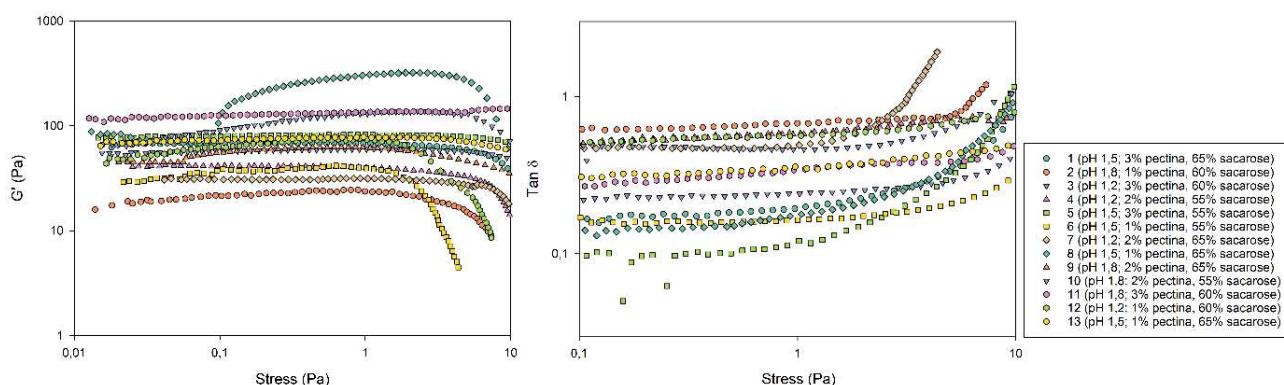 1000
100
10
1
G' (Pa)
0,01
0,1
1
10
Stress (Pa)
1
0,1
Tan δ
0,1
1
10
Stress (Pa)
1 (pH 1,5; 3% pectina, 65% sacarose)
2 (pH 1,8; 1% pectina, 60% sacarose)
3 (pH 1,2; 3% pectina, 60% sacarose)
4 (pH 1,2; 2% pectina, 55% sacarose)
5 (pH 1,5; 3% pectina, 55% sacarose)
6 (pH 1,5; 1% pectina, 55% sacarose)
7 (pH 1,2; 2% pectina, 65% sacarose)
8 (pH 1,5; 1% pectina, 65% sacarose)
9 (pH 1,8; 2% pectina, 65% sacarose)
10 (pH 1,8: 2% pectina, 55% sacarose)
11 (pH 1,8; 3% pectina, 60% sacarose)
12 (pH 1,2: 1% pectina, 60% sacarose)
13 (pH 1,5; 1% pectina, 65% sacarose)